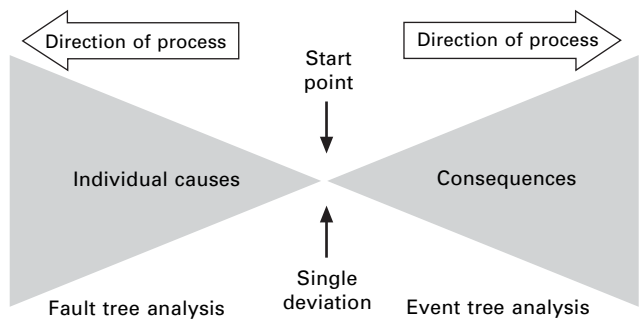 Direction of process
Direction of process
Start
point
Individual causes
Consequences
Single
deviation
Fault tree analysis
Event tree analysis